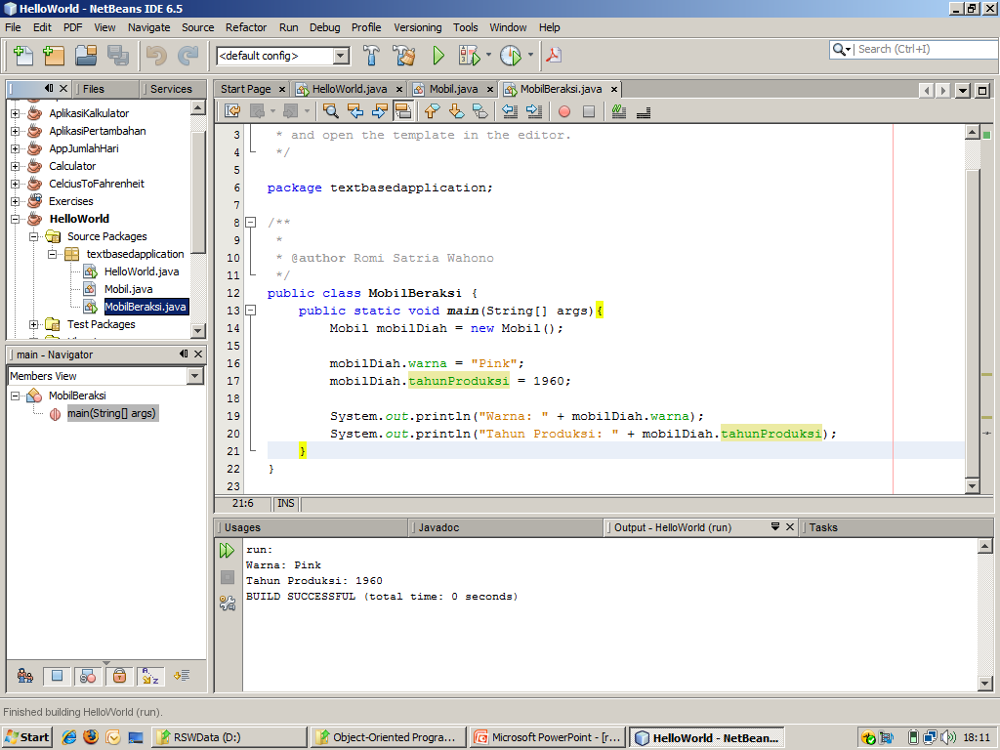 HelloWorld - NetBeans IDE 6.5
File Edit PDF View Navigate Source Refactor Run Debug Profile Versioning Tools Window Help
<default config>
Search (Ctrl+I)
Files Services
AplikasiKalkulator
AplikasiPertambahan
AppJumlahHari
Calculator
CelciusToFahrenheit
Exercises
HelloWorld
Source Packages
textbasedapplication
HelloWorld.java
Mobil.java
MobilBeraksi.java
Test Packages
main - Navigator
Members View
MobilBeraksi
main(String[] args)
Start Page HelloWorld.java Mobil.java MobilBeraksi.java
3 * and open the template in the editor.
4 */
5
6 package textbasedapplication;
7
8 /**
9 *
10 * @author Romi Satria Wahono
11 */
12 public class MobilBeraksi {
13 public static void main(String[] args){
14 Mobil mobilDiah = new Mobil();
15
16 mobilDiah.warna = "Pink";
17 mobilDiah.tahunProduksi = 1960;
18
19 System.out.println("Warna: " + mobilDiah.warna);
20 System.out.println("Tahun Produksi: " + mobilDiah.tahunProduksi);
21 }
22 }
23
21:6 INS
Usages Javadoc Output - HelloWorld (run) Tasks
run:
Warna: Pink
Tahun Produksi: 1960
BUILD SUCCESSFUL (total time: 0 seconds)
Finished building HelloWorld (run).
Start RSWData (D:) Object-Oriented Progra... Microsoft PowerPoint - [r... HelloWorld - NetBean... 18:11